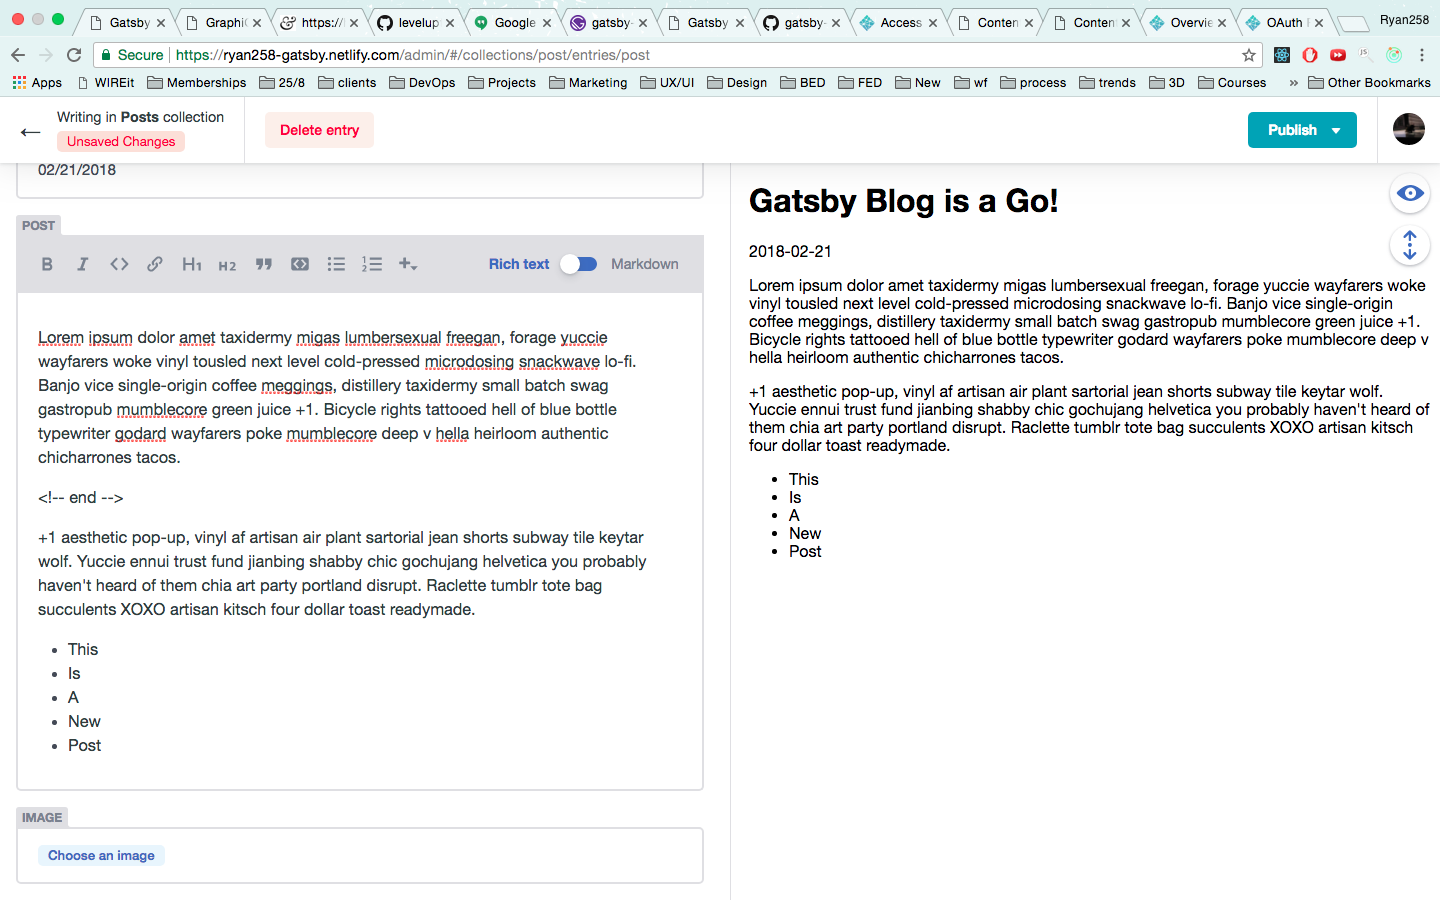 Gatsby GraphiC https://l levelup Google gatsby- Gatsby gatsby- Access Conten Conten Overvie OAuth F Ryan258
Secure https://ryan258-gatsby.netlify.com/admin/#/collections/post/entries/post
Apps WIREit Memberships 25/8 clients DevOps Projects Marketing UX/UI Design BED FED New wf process trends 3D Courses » Other Bookmarks
Writing in Posts collection
Unsaved Changes
Delete entry
Publish
02/21/2018
POST
B I <> H1 H2 Rich text Markdown
Lorem ipsum dolor amet taxidermy migas lumbersexual freegan, forage yuccie
wayfarers woke vinyl tousled next level cold-pressed microdosing snackwave lo-fi.
Banjo vice single-origin coffee meggings, distillery taxidermy small batch swag
gastropub mumblecore green juice +1. Bicycle rights tattooed hell of blue bottle
typewriter godard wayfarers poke mumblecore deep v hella heirloom authentic
chicharrones tacos.
<!-- end -->
+1 aesthetic pop-up, vinyl af artisan air plant sartorial jean shorts subway tile keytar
wolf. Yuccie ennui trust fund jianbing shabby chic gochujang helvetica you probably
haven't heard of them chia art party portland disrupt. Raclette tumblr tote bag
succulents XOXO artisan kitsch four dollar toast readymade.
• This
• Is
• A
• New
• Post
IMAGE
Choose an image
Gatsby Blog is a Go!
2018-02-21
Lorem ipsum dolor amet taxidermy migas lumbersexual freegan, forage yuccie wayfarers woke
vinyl tousled next level cold-pressed microdosing snackwave lo-fi. Banjo vice single-origin
coffee meggings, distillery taxidermy small batch swag gastropub mumblecore green juice +1.
Bicycle rights tattooed hell of blue bottle typewriter godard wayfarers poke mumblecore deep v
hella heirloom authentic chicharrones tacos.
+1 aesthetic pop-up, vinyl af artisan air plant sartorial jean shorts subway tile keytar wolf.
Yuccie ennui trust fund jianbing shabby chic gochujang helvetica you probably haven't heard of
them chia art party portland disrupt. Raclette tumblr tote bag succulents XOXO artisan kitsch
four dollar toast readymade.
• This
• Is
• A
• New
• Post